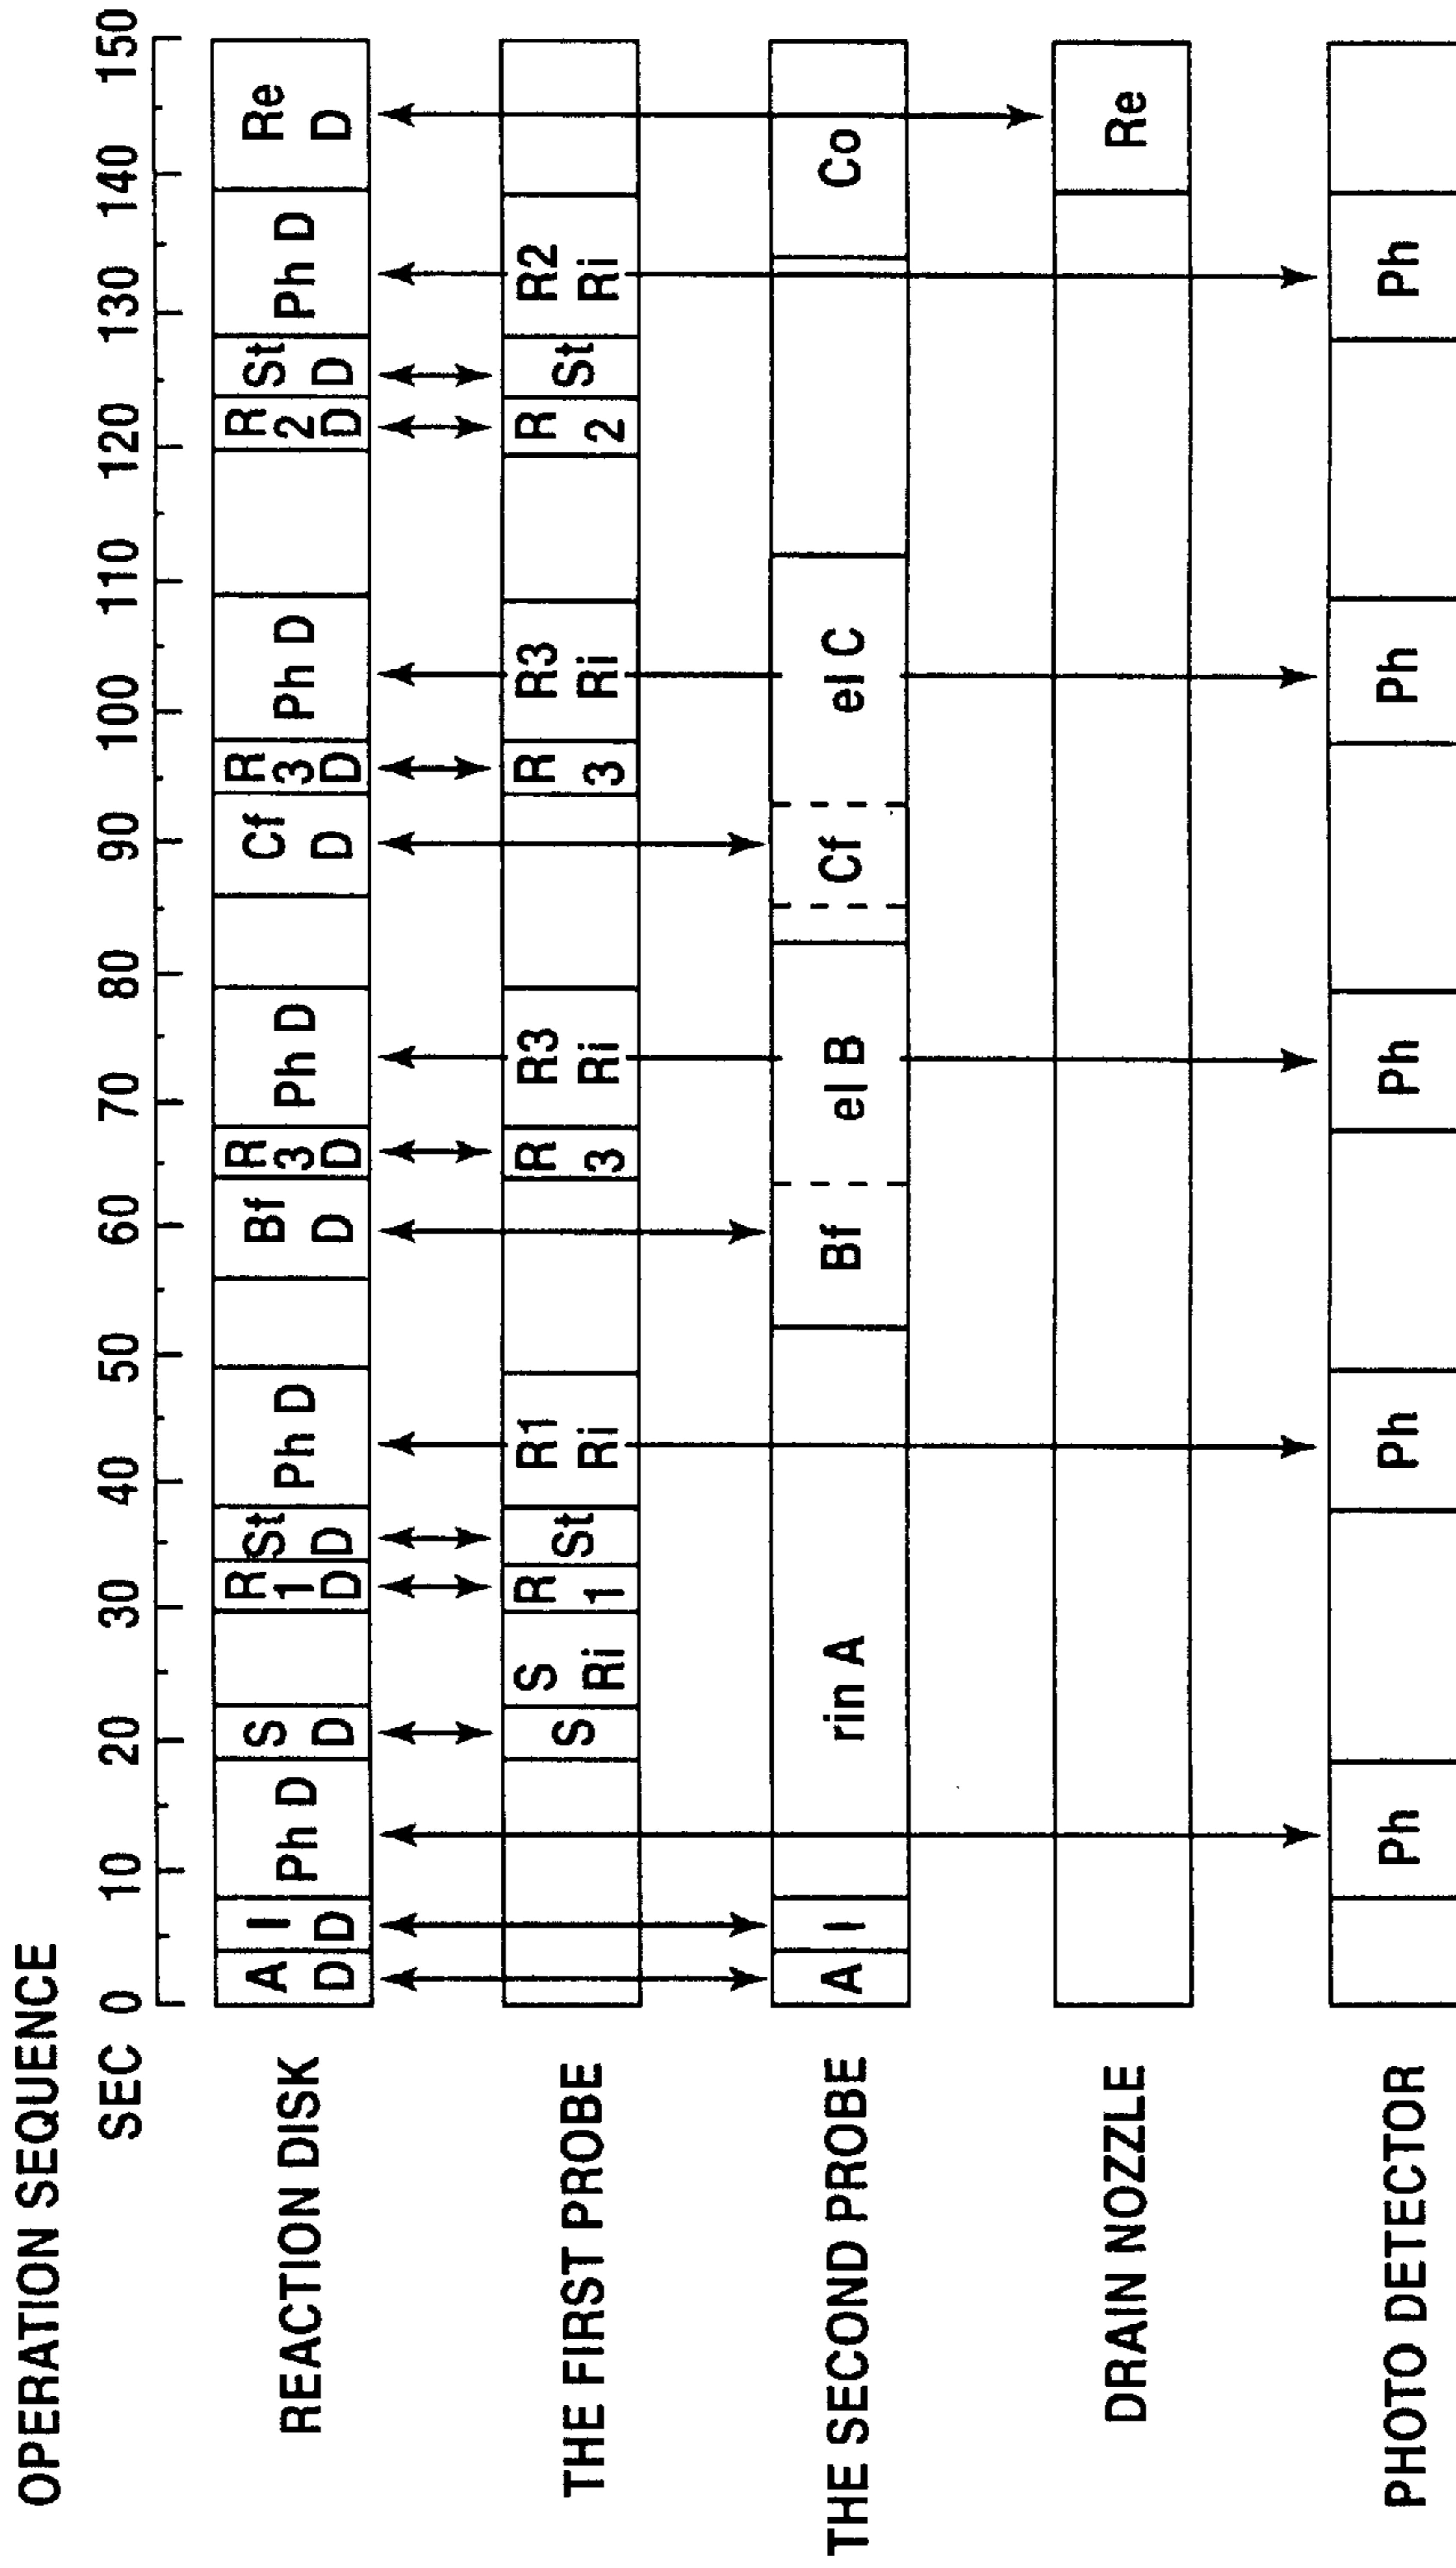 OPERATION SEQUENCE
SEC 0 10 20 30 40 50 60 70 80 90 100 110 120 130 140 150
REACTION DISK
A D
I D
Ph D
S D
R 1 D
St D
Ph D
Bf D
R 3 D
Ph D
Cf D
R 3 D
Ph D
R 2 D
St D
Ph D
Re D
THE FIRST PROBE
S
S Ri
R 1
St
R1 Ri
R 3
R3 Ri
R 3
R3 Ri
R 2
St
R2 Ri
THE SECOND PROBE
A
I
rin A
Bf
el B
Cf
el C
Co
DRAIN NOZZLE
Re
PHOTO DETECTOR
Ph
Ph
Ph
Ph
Ph